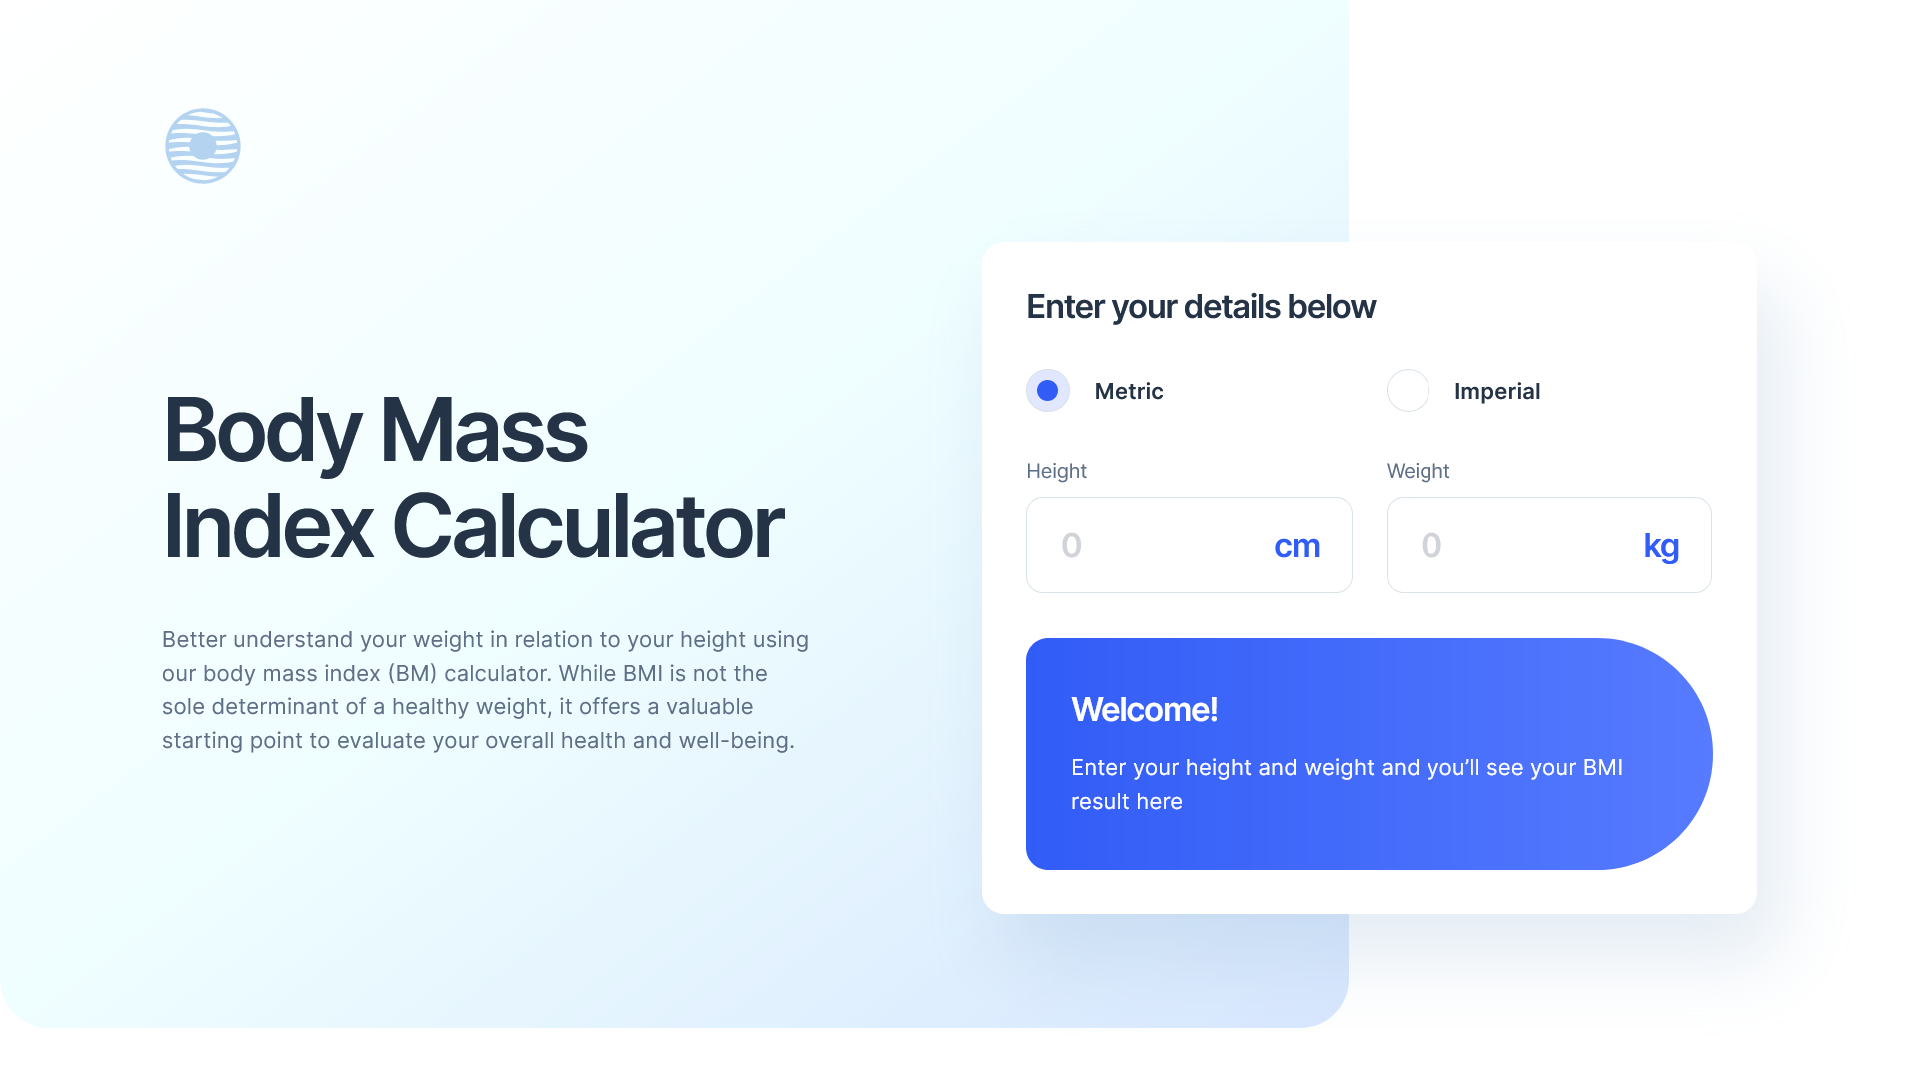 Body Mass
Index Calculator
Better understand your weight in relation to your height using
our body mass index (BM) calculator. While BMI is not the
sole determinant of a healthy weight, it offers a valuable
starting point to evaluate your overall health and well-being.
Enter your details below
Metric
Imperial
Height
Weight
0 cm
0 kg
Welcome!
Enter your height and weight and you’ll see your BMI
result here